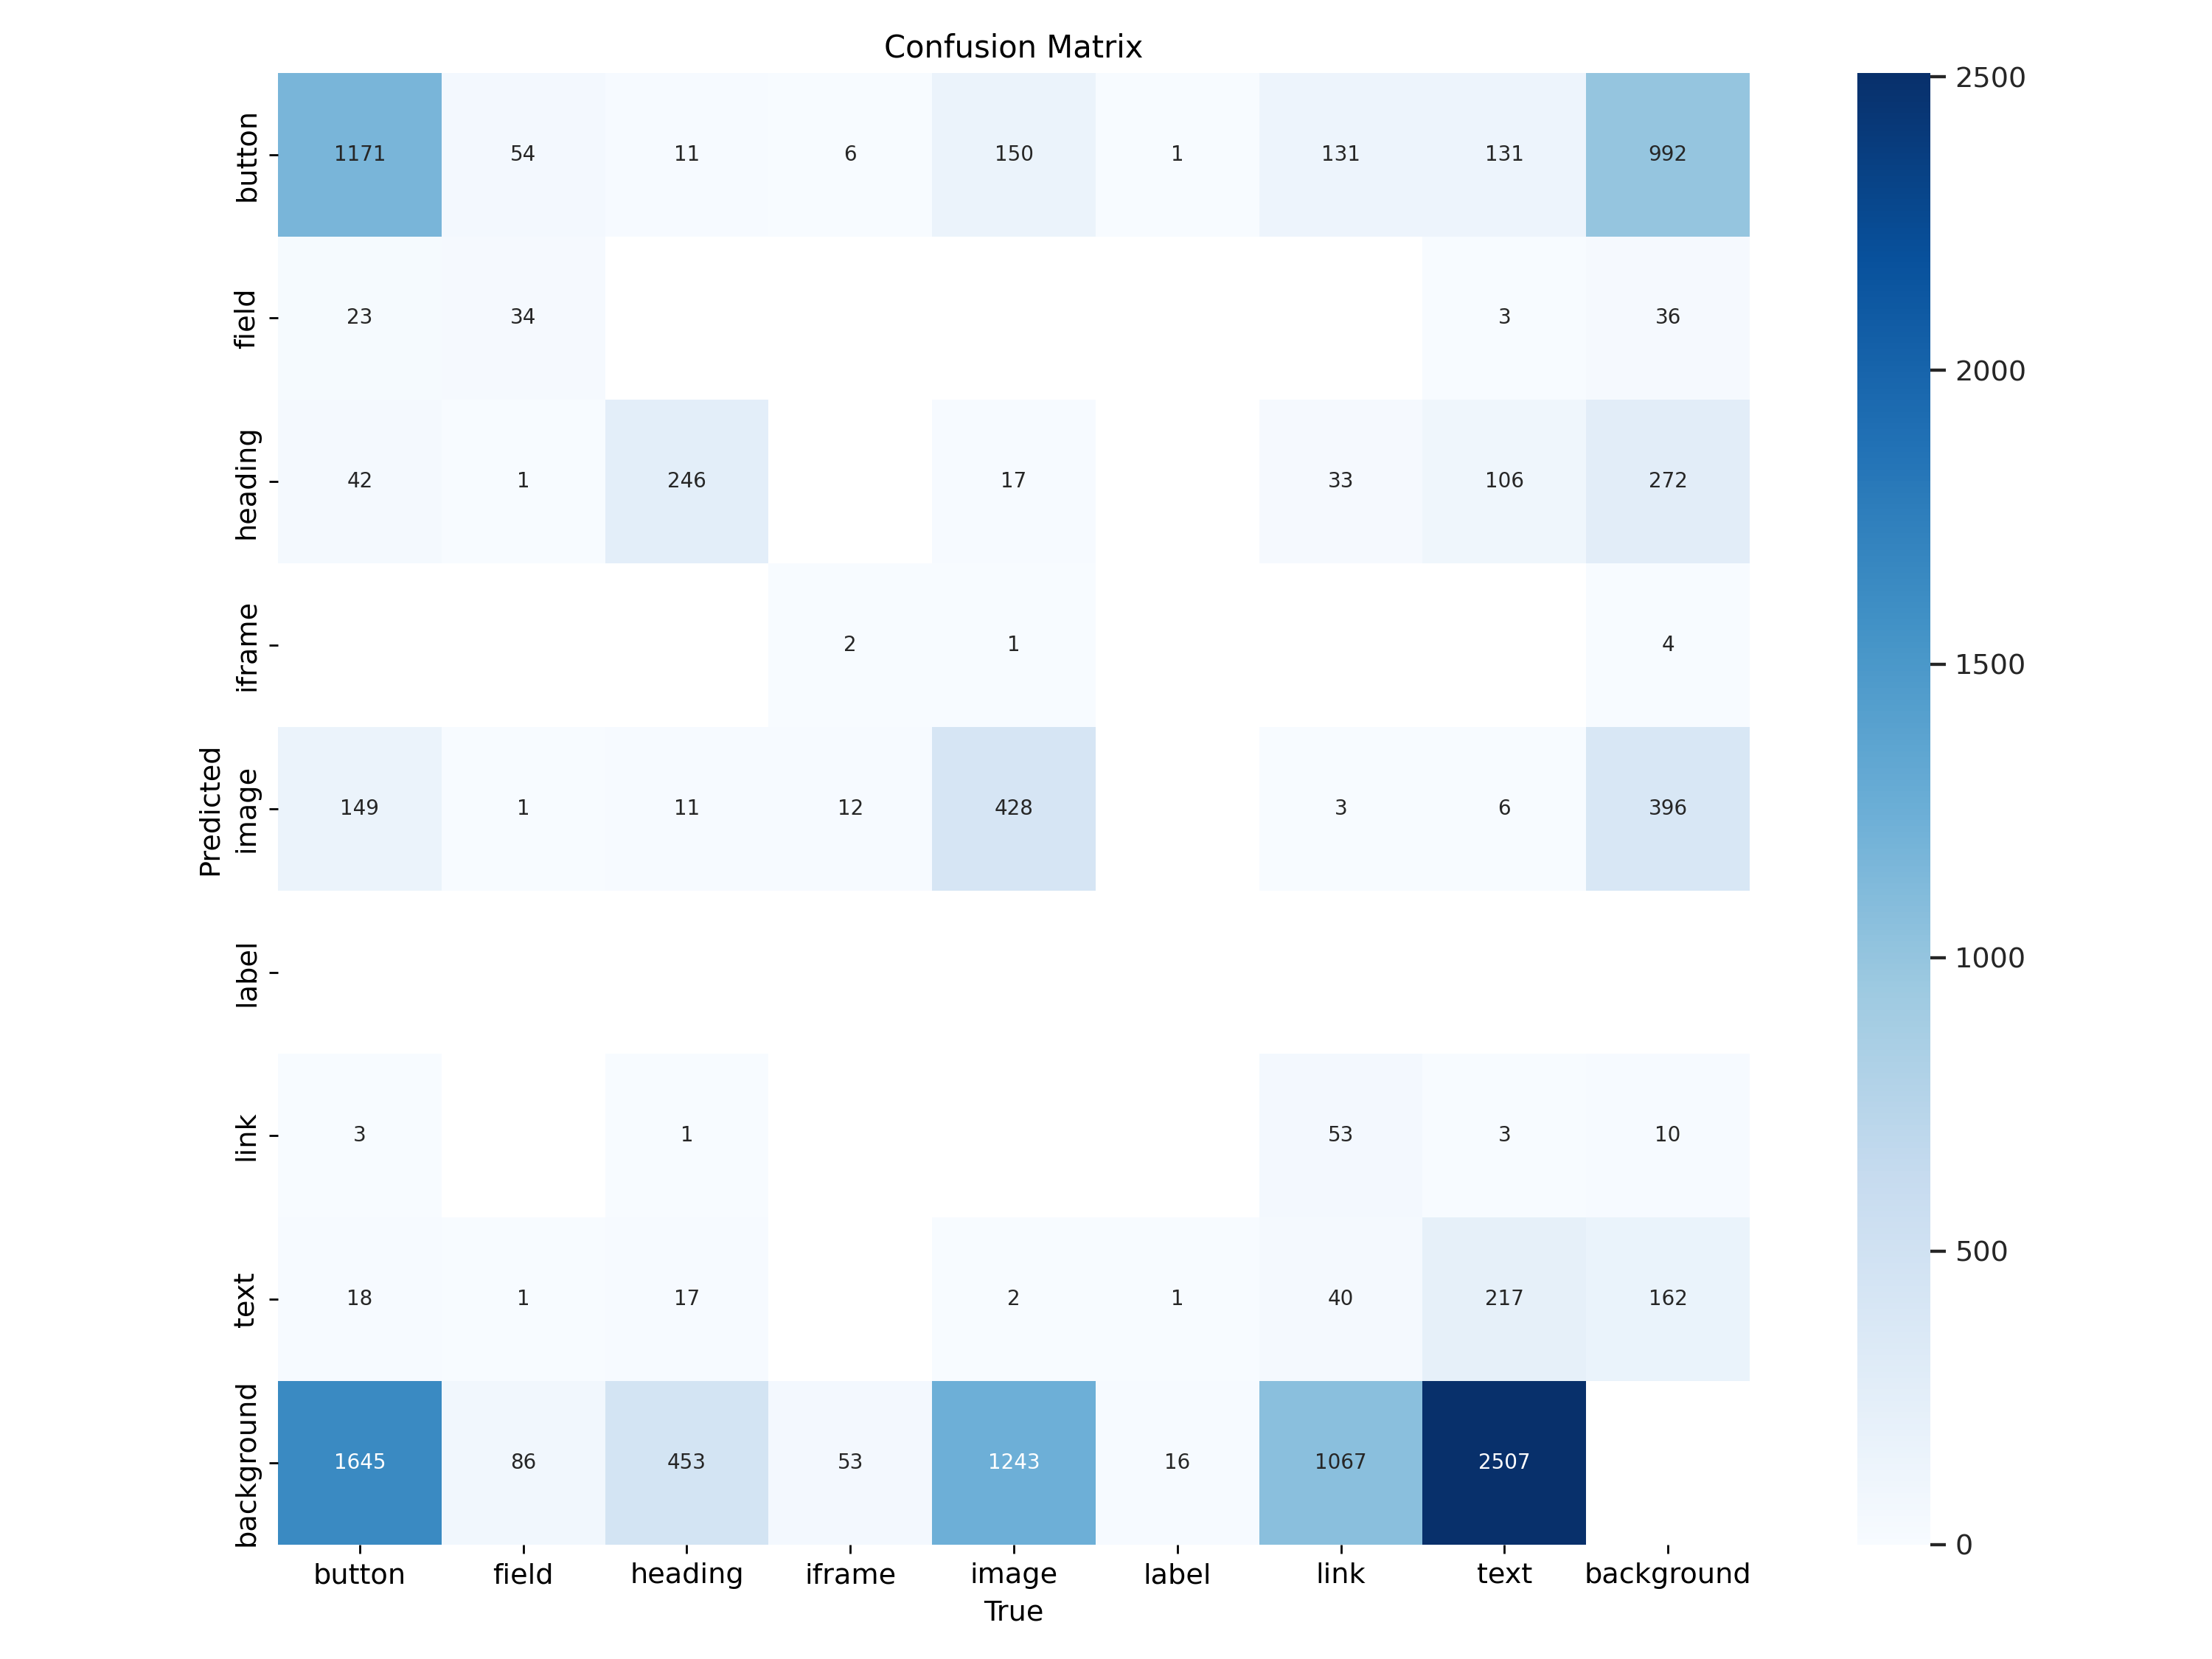 Confusion Matrix
button 1171 54 11 6 150 1 131 131 992
field 23 34 3 36
heading 42 1 246 17 33 106 272
iframe 2 1 4
image 149 1 11 12 428 3 6 396
label
link 3 1 53 3 10
text 18 1 17 2 1 40 217 162
background 1645 86 453 53 1243 16 1067 2507
button field heading iframe image label link text background
True
Predicted
2500
2000
1500
1000
500
0